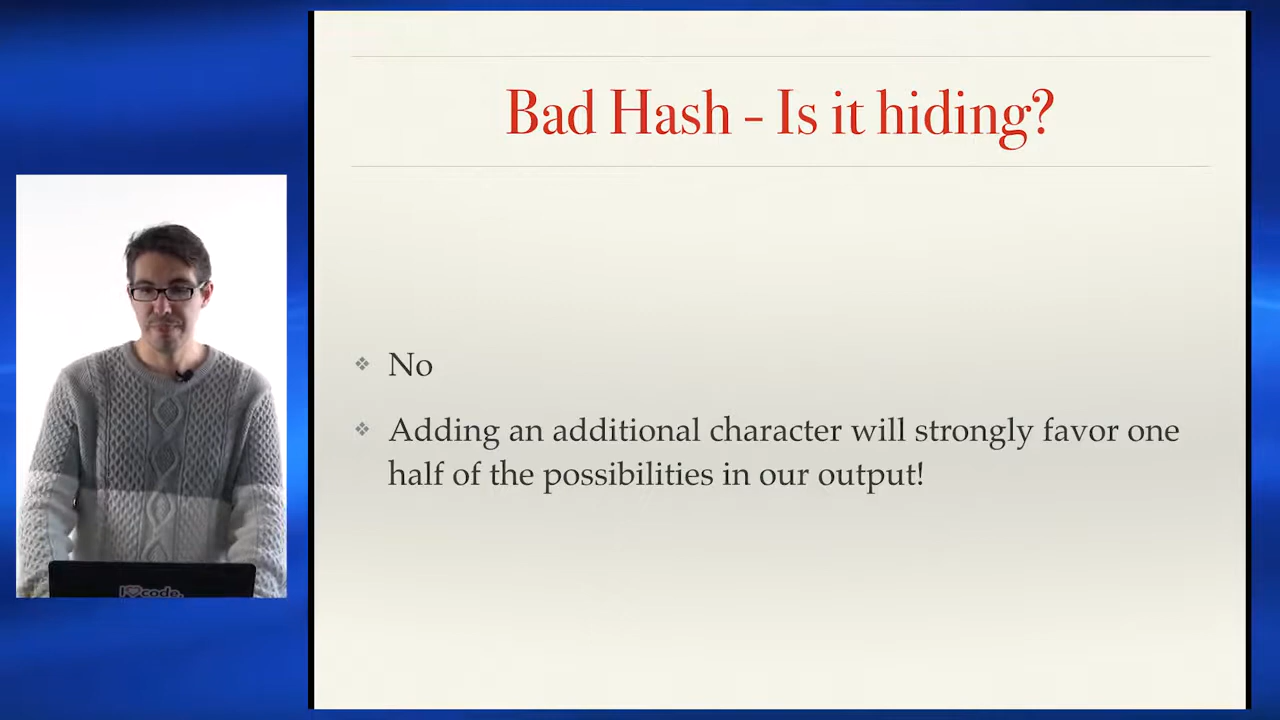 Bad Hash - Is it hiding?
❖ No
❖ Adding an additional character will strongly favor one
half of the possibilities in our output!
I♥code.